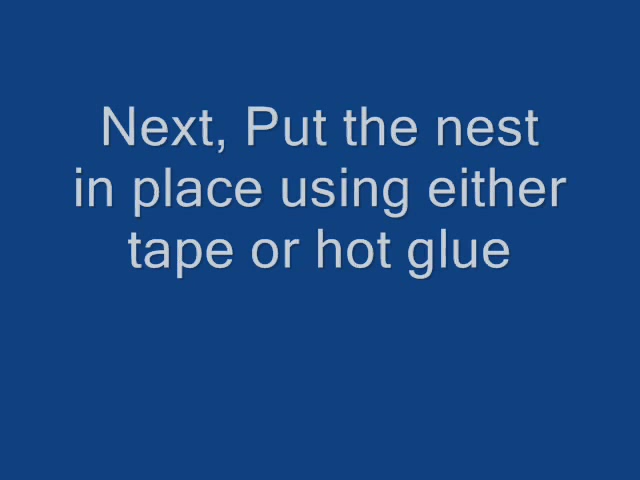 Next, Put the nest
in place using either
tape or hot glue